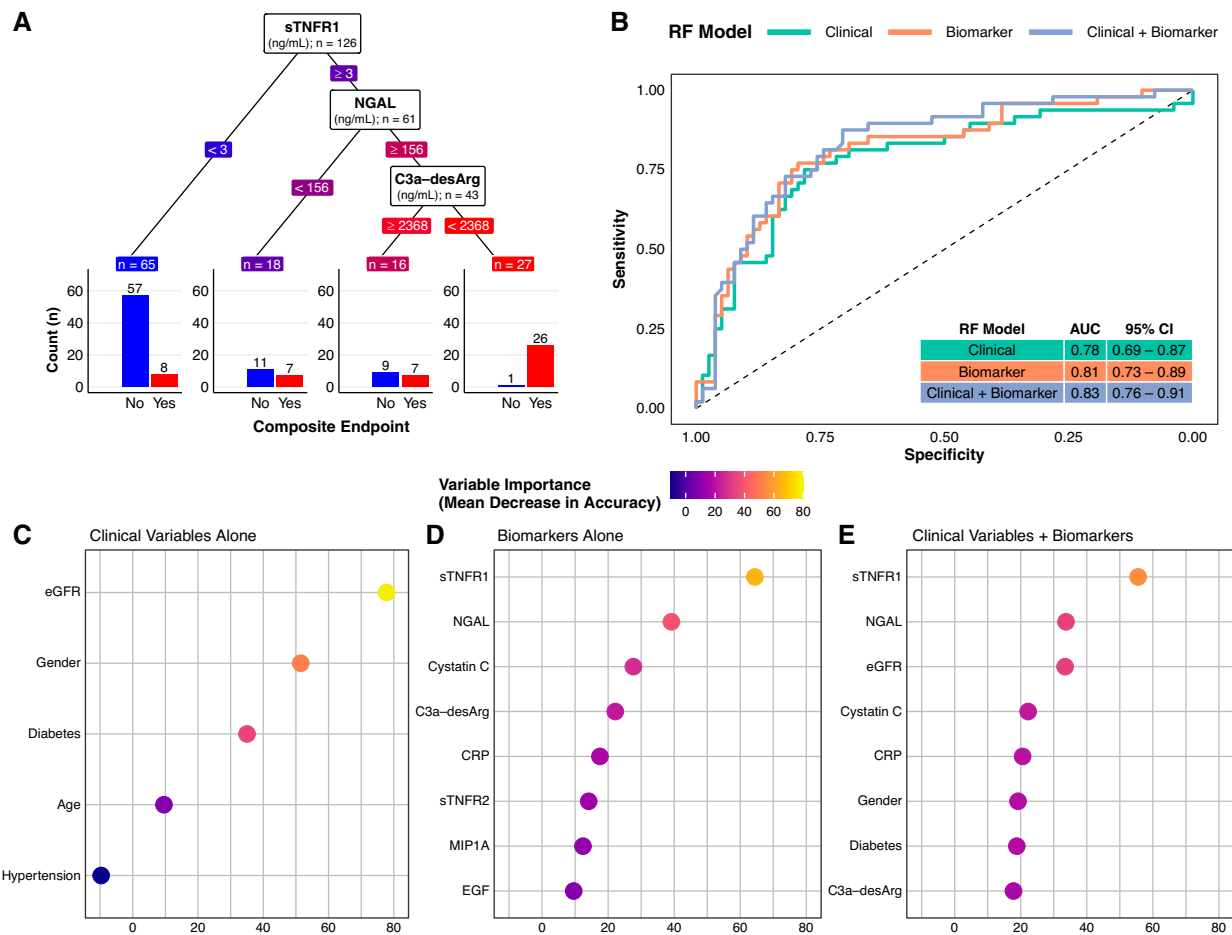 A
sTNFR1
(ng/mL); n = 126
≥ 3
NGAL
(ng/mL); n = 61
< 3
≥ 156
C3a–desArg
(ng/mL); n = 43
< 156
≥ 2368
< 2368
n = 65
n = 18
n = 16
n = 27
Count (n)
60
40
20
0
57
8
No Yes
60
40
20
0
11
7
No Yes
60
40
20
0
9
7
No Yes
60
40
20
0
1
26
No Yes
Composite Endpoint
B
RF Model Clinical Biomarker Clinical + Biomarker
Sensitivity
1.00
0.75
0.50
0.25
0.00
RF Model AUC 95% CI
Clinical 0.78 0.69 – 0.87
Biomarker 0.81 0.73 – 0.89
Clinical + Biomarker 0.83 0.76 – 0.91
1.00 0.75 0.50 0.25 0.00
Specificity
Variable Importance
(Mean Decrease in Accuracy)
0 20 40 60 80
C
Clinical Variables Alone
eGFR
Gender
Diabetes
Age
Hypertension
0 20 40 60 80
D
Biomarkers Alone
sTNFR1
NGAL
Cystatin C
C3a–desArg
CRP
sTNFR2
MIP1A
EGF
0 20 40 60 80
E
Clinical Variables + Biomarkers
sTNFR1
NGAL
eGFR
Cystatin C
CRP
Gender
Diabetes
C3a–desArg
0 20 40 60 80